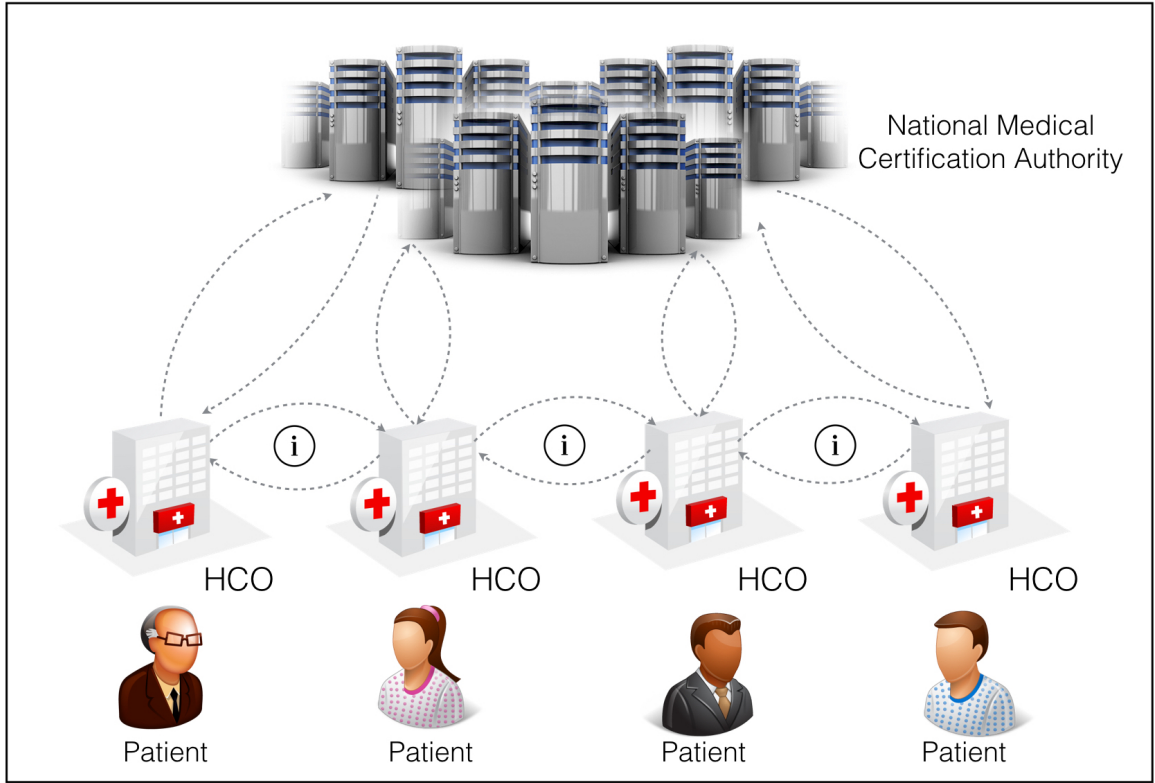 National Medical
Certification Authority
i
i
i
HCO
HCO
HCO
HCO
Patient
Patient
Patient
Patient